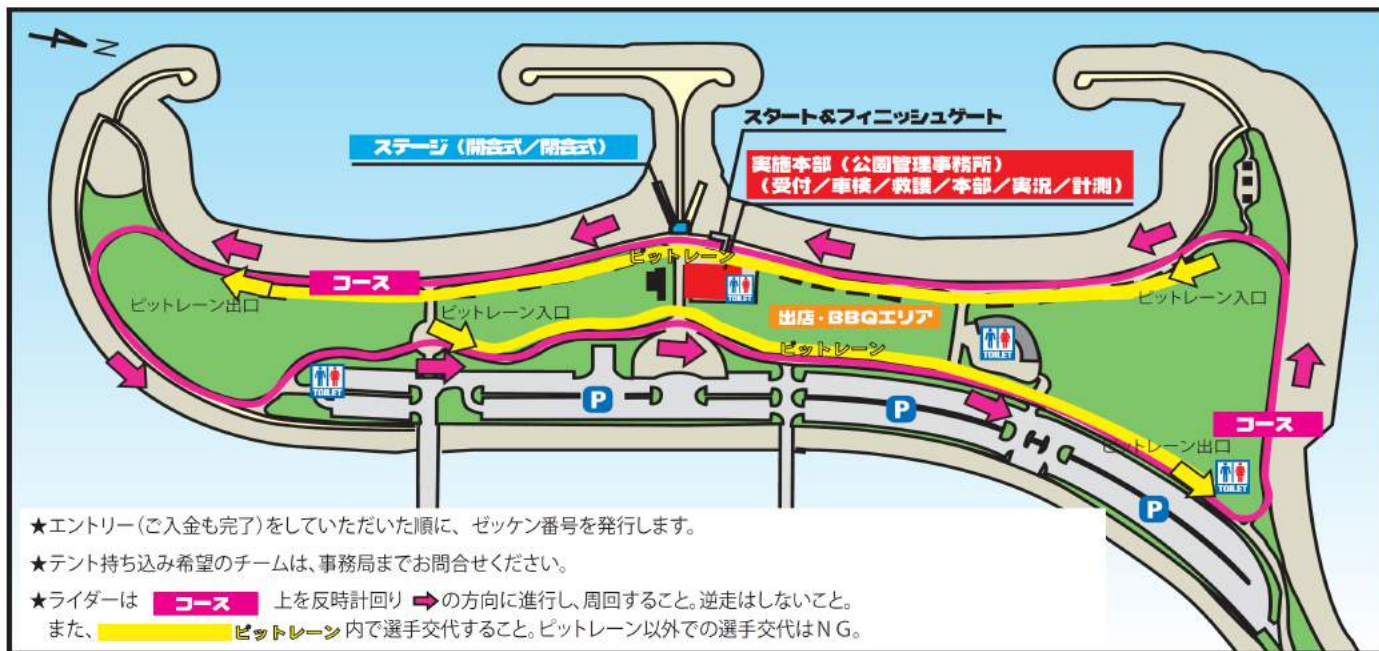 N
スタート&フィニッシュゲート
ステージ（開会式／閉会式）
実施本部（公園管理事務所）
（受付／車検／救護／本部／実況／計測）
ピットレーン
コース
TOILET
ピットレーン出口
ピットレーン入口
ピットレーン入口
出店・BBQエリア
ピットレーン
TOILET
TOILET
P
P
コース
ピットレーン出口
TOILET
P
★エントリー（ご入金も完了）をしていただいた順に、ゼッケン番号を発行します。
★テント持ち込み希望のチームは、事務局までお問合せください。
★ライダーは コース 上を反時計回り ➡の方向に進行し、周回すること。逆走はしないこと。
また、 ピットレーン 内で選手交代すること。ピットレーン以外での選手交代はＮＧ。